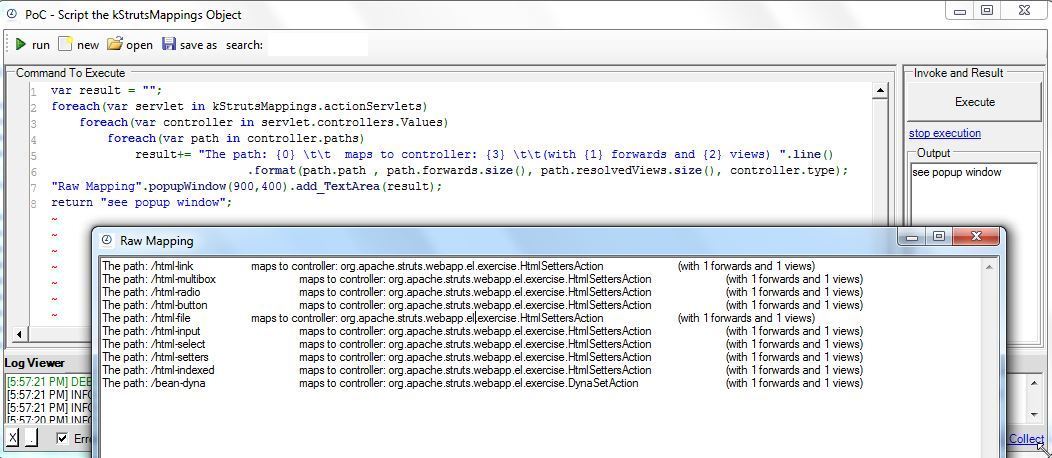 PoC - Script the kStrutsMappings Object
run new open save as search:
Command To Execute
1 var result = "";
2 foreach(var servlet in kStrutsMappings.actionServlets)
3 foreach(var controller in servlet.controllers.Values)
4 foreach(var path in controller.paths)
5 result+= "The path: {0} \t\t maps to controller: {3} \t\t(with {1} forwards and {2} views) ".line()
6 .format(path.path , path.forwards.size(), path.resolvedViews.size(), controller.type);
7 "Raw Mapping".popupWindow(900,400).add_TextArea(result);
8 return "see popup window";
~
~
~
~
~
~
~
Invoke and Result
Execute
stop execution
Output
see popup window
Raw Mapping
The path: /html-link maps to controller: org.apache.struts.webapp.el.exercise.HtmlSettersAction (with 1 forwards and 1 views)
The path: /html-multibox maps to controller: org.apache.struts.webapp.el.exercise.HtmlSettersAction (with 1 forwards and 1 views)
The path: /html-radio maps to controller: org.apache.struts.webapp.el.exercise.HtmlSettersAction (with 1 forwards and 1 views)
The path: /html-button maps to controller: org.apache.struts.webapp.el.exercise.HtmlSettersAction (with 1 forwards and 1 views)
The path: /html-file maps to controller: org.apache.struts.webapp.el.exercise.HtmlSettersAction (with 1 forwards and 1 views)
The path: /html-input maps to controller: org.apache.struts.webapp.el.exercise.HtmlSettersAction (with 1 forwards and 1 views)
The path: /html-select maps to controller: org.apache.struts.webapp.el.exercise.HtmlSettersAction (with 1 forwards and 1 views)
The path: /html-setters maps to controller: org.apache.struts.webapp.el.exercise.HtmlSettersAction (with 1 forwards and 1 views)
The path: /html-indexed maps to controller: org.apache.struts.webapp.el.exercise.HtmlSettersAction (with 1 forwards and 1 views)
The path: /bean-dyna maps to controller: org.apache.struts.webapp.el.exercise.DynaSetAction (with 1 forwards and 1 views)
Log Viewer
[5:57:21 PM] DEB
[5:57:21 PM] INFO
[5:57:21 PM] INFO
[5:57:20 PM] INFO
X . Erro
Collect